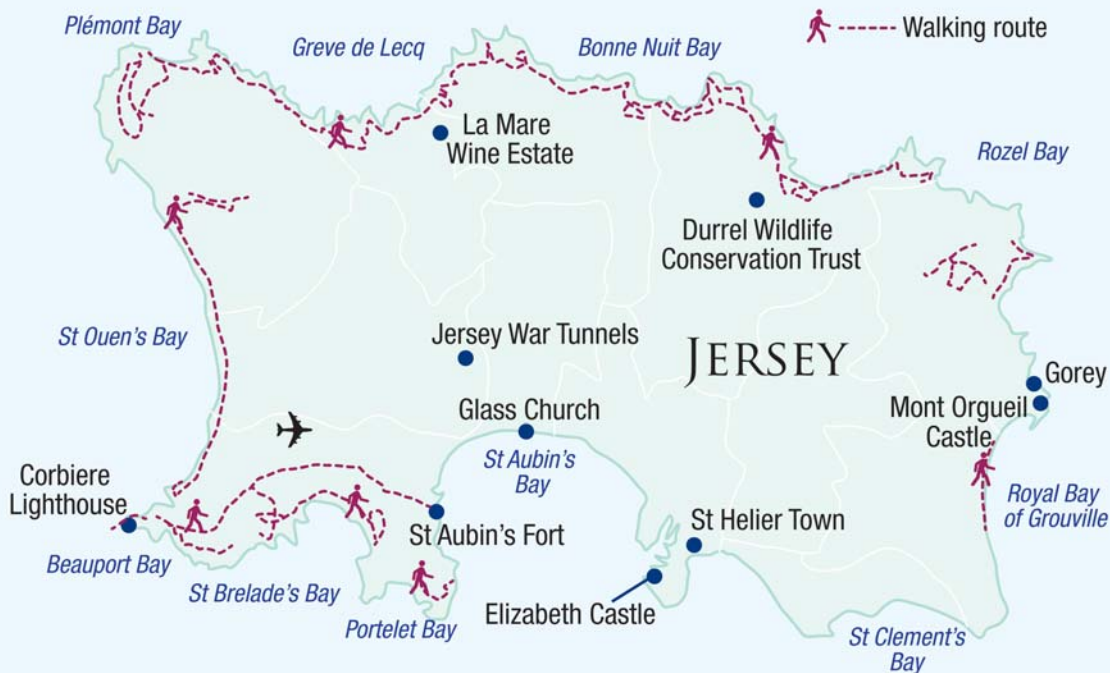 Plémont Bay
Greve de Lecq
Bonne Nuit Bay
Walking route
La Mare
Wine Estate
Rozel Bay
Durrel Wildlife
Conservation Trust
St Ouen's Bay
Jersey War Tunnels
JERSEY
Gorey
Glass Church
Mont Orgueil
Castle
St Aubin's
Bay
Corbiere
Lighthouse
Royal Bay
of Grouville
St Aubin's Fort
St Helier Town
Beauport Bay
St Brelade's Bay
Elizabeth Castle
Portelet Bay
St Clement's
Bay